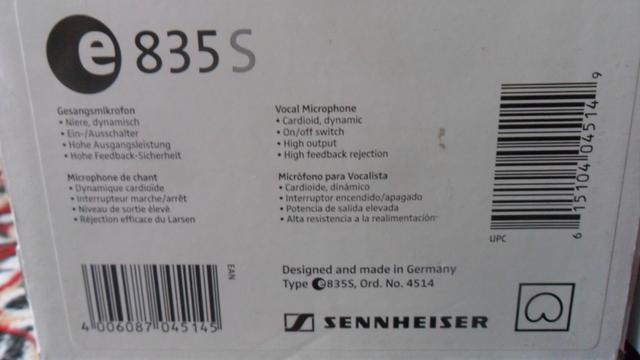 e 835 S
Gesangsmikrofon
• Niere, dynamisch
• Ein-/Ausschalter
• Hohe Ausgangsleistung
• Hohe Feedback-Sicherheit
Vocal Microphone
• Cardioid, dynamic
• On/off switch
• High output
• High feedback rejection
Microphone de chant
• Dynamique cardioïde
• Interrupteur marche/arrêt
• Niveau de sortie élevé
• Réjection efficace du Larsen
Micrófono para Vocalista
• Cardioide, dinámico
• Interruptor encendido/apagado
• Potencia de salida elevada
• Alta resistencia a la realimentación
6 15104 04514 9
UPC
EAN
4 006087 045145
Designed and made in Germany
Type e835S, Ord. No. 4514
SENNHEISER